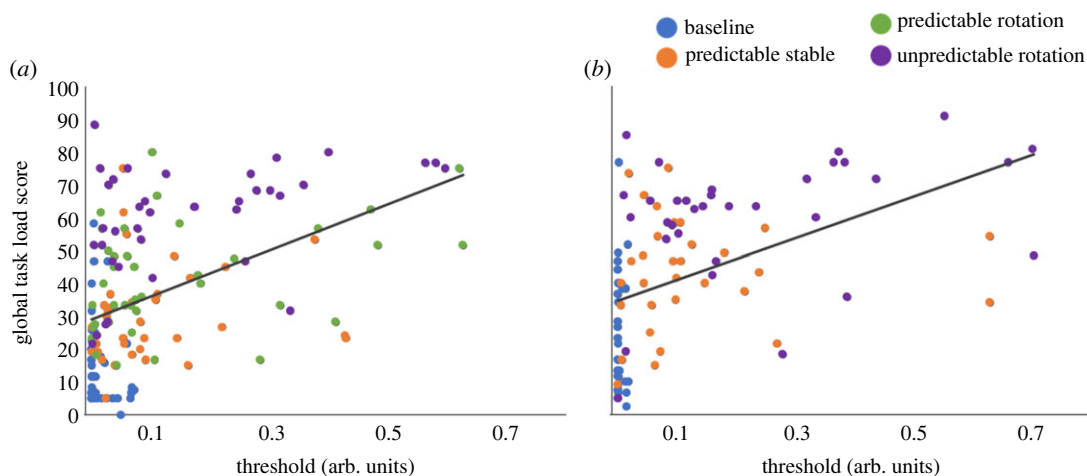 baseline
predictable rotation
predictable stable
unpredictable rotation
(a)
(b)
100
90
80
70
60
50
40
30
20
10
0
global task load score
0.1 0.3 0.5 0.7
0.1 0.3 0.5 0.7
threshold (arb. units)
threshold (arb. units)